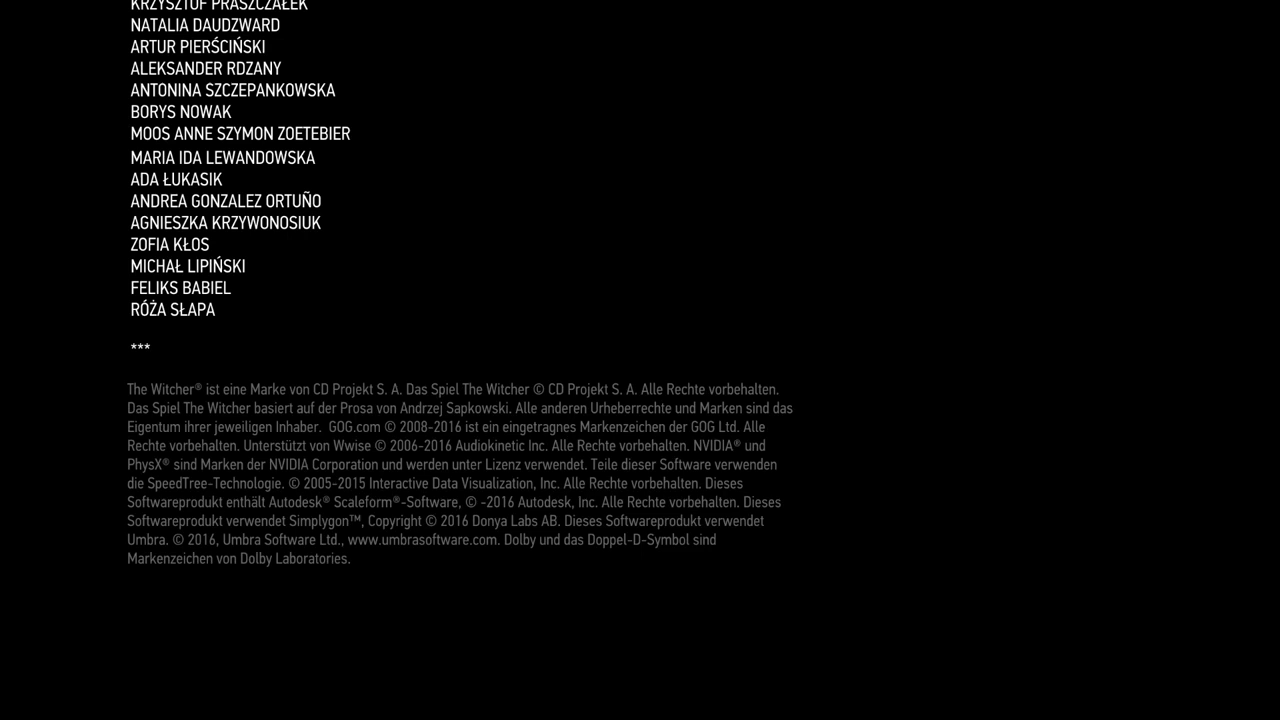 KRZYSZTOF PRASZCZAŁEK
NATALIA DAUDZWARD
ARTUR PIERŚCIŃSKI
ALEKSANDER RDZANY
ANTONINA SZCZEPANKOWSKA
BORYS NOWAK
MOOS ANNE SZYMON ZOETEBIER
MARIA IDA LEWANDOWSKA
ADA ŁUKASIK
ANDREA GONZALEZ ORTUÑO
AGNIESZKA KRZYWONOSIUK
ZOFIA KŁOS
MICHAŁ LIPIŃSKI
FELIKS BABIEL
RÓŻA SŁAPA
***
The Witcher® ist eine Marke von CD Projekt S. A. Das Spiel The Witcher © CD Projekt S. A. Alle Rechte vorbehalten.
Das Spiel The Witcher basiert auf der Prosa von Andrzej Sapkowski. Alle anderen Urheberrechte und Marken sind das
Eigentum ihrer jeweiligen Inhaber. GOG.com © 2008-2016 ist ein eingetragnes Markenzeichen der GOG Ltd. Alle
Rechte vorbehalten. Unterstützt von Wwise © 2006-2016 Audiokinetic Inc. Alle Rechte vorbehalten. NVIDIA® und
PhysX® sind Marken der NVIDIA Corporation und werden unter Lizenz verwendet. Teile dieser Software verwenden
die SpeedTree-Technologie. © 2005-2015 Interactive Data Visualization, Inc. Alle Rechte vorbehalten. Dieses
Softwareprodukt enthält Autodesk® Scaleform®-Software, © -2016 Autodesk, Inc. Alle Rechte vorbehalten. Dieses
Softwareprodukt verwendet Simplygon™, Copyright © 2016 Donya Labs AB. Dieses Softwareprodukt verwendet
Umbra. © 2016, Umbra Software Ltd., www.umbrasoftware.com. Dolby und das Doppel-D-Symbol sind
Markenzeichen von Dolby Laboratories.